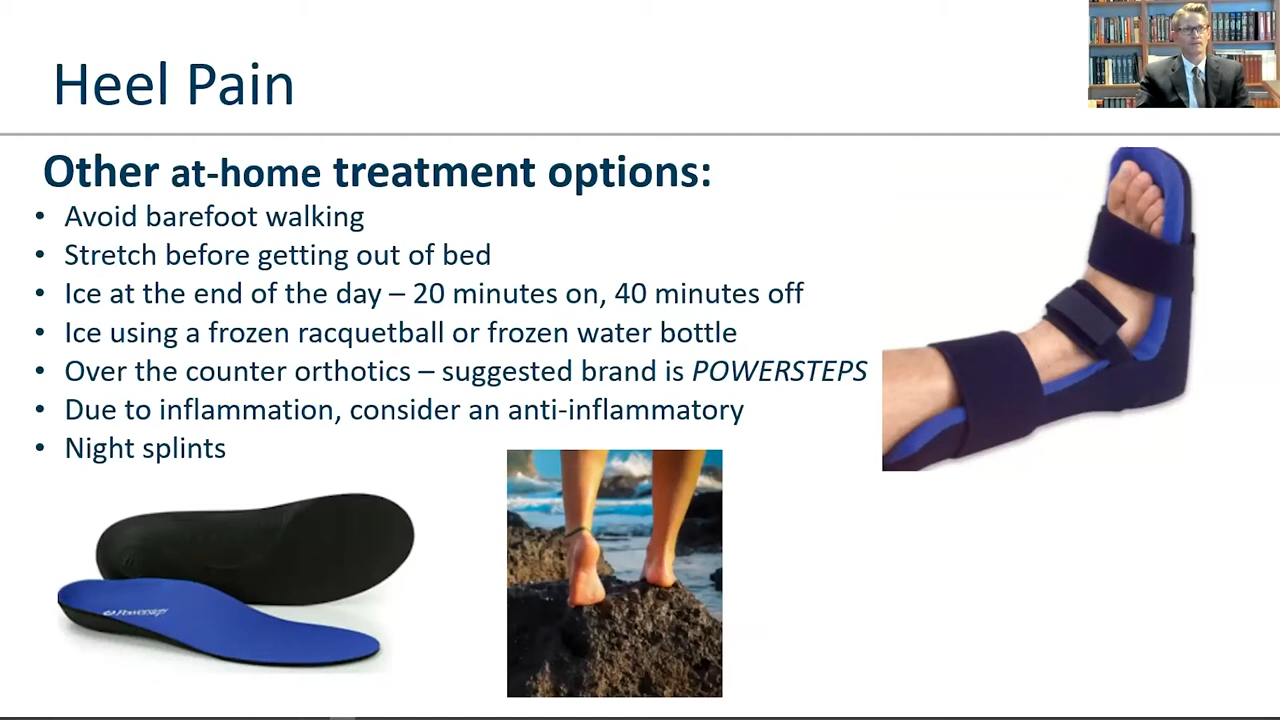 Heel Pain
Other at-home treatment options:
• Avoid barefoot walking
• Stretch before getting out of bed
• Ice at the end of the day – 20 minutes on, 40 minutes off
• Ice using a frozen racquetball or frozen water bottle
• Over the counter orthotics – suggested brand is POWERSTEPS
• Due to inflammation, consider an anti-inflammatory
• Night splints
Powerstep